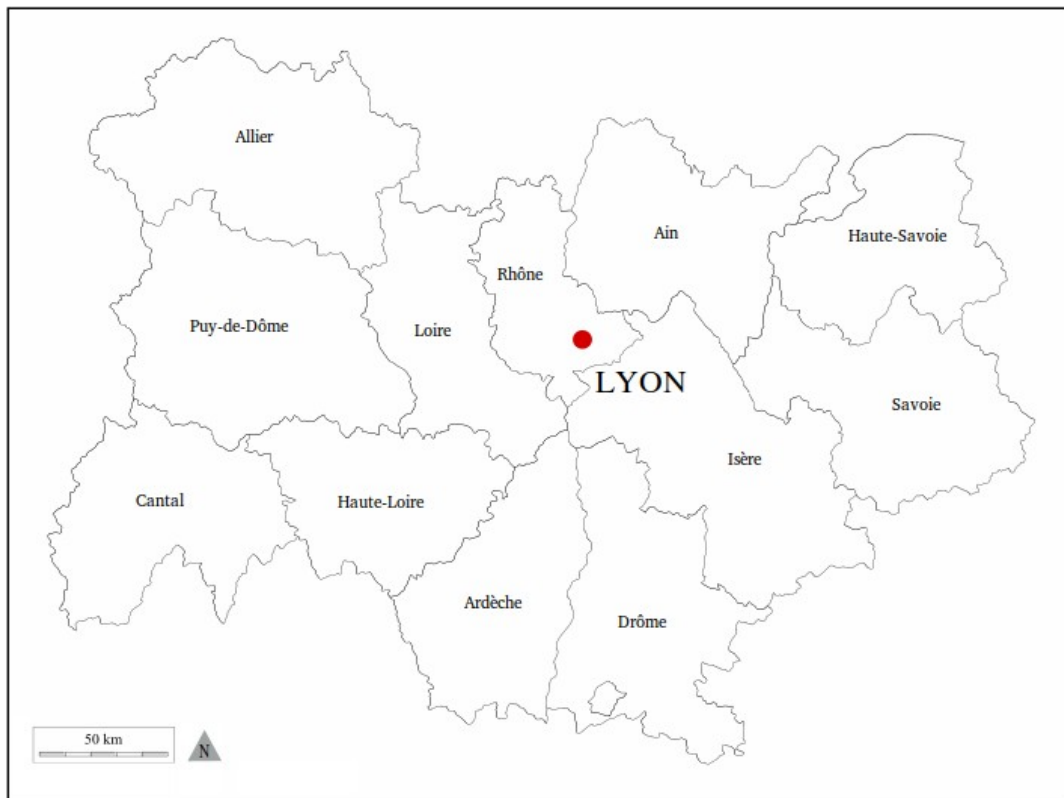 Allier
Ain
Haute-Savoie
Rhône
Puy-de-Dôme
Loire
LYON
Savoie
Isère
Cantal
Haute-Loire
Ardèche
Drôme
50 km
N